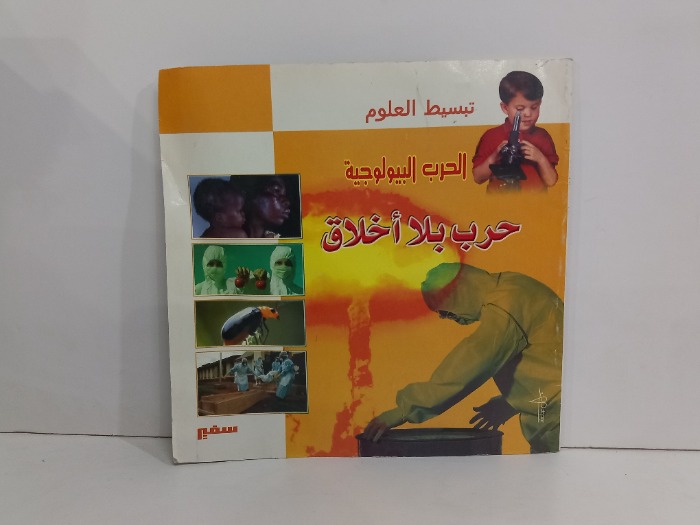 تبسيط العلوم
الحرب البيولوجية
حرب بلا أخلاق
سفير